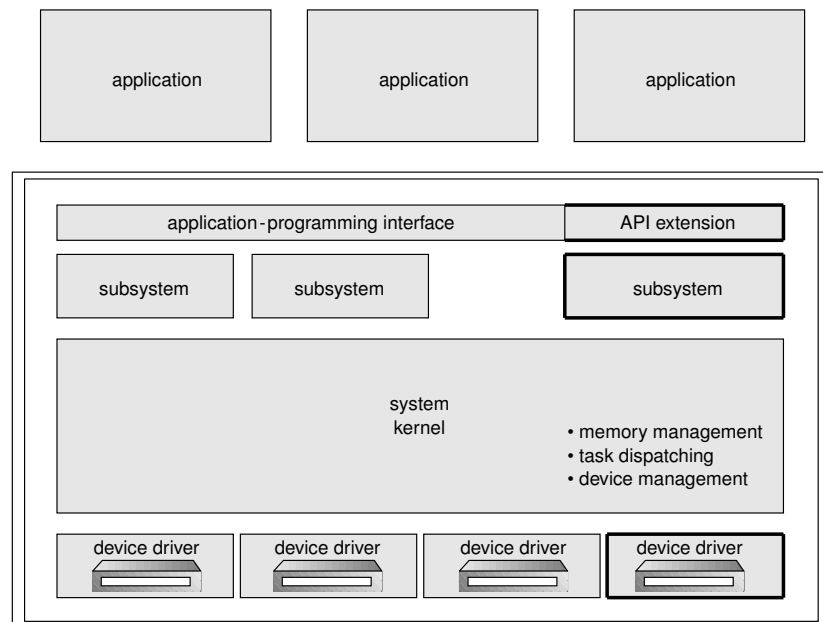 application
application
application
application-programming interface
API extension
subsystem
subsystem
subsystem
system
kernel
• memory management
• task dispatching
• device management
device driver
device driver
device driver
device driver